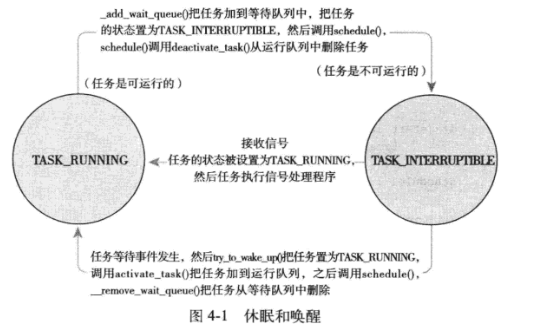 _add_wait_queue()把任务加到等待队列中，把任务
的状态置为TASK_INTERRUPTIBLE，然后调用schedule()，
schedule()调用deactivate_task()从运行队列中删除任务
（任务是可运行的）
（任务是不可运行的）
接收信号
TASK_RUNNING
任务的状态被设置为TASK_RUNNING，
TASK_INTERRUPTIBLE
然后任务执行信号处理程序
任务等待事件发生，然后try_to_wake_up()把任务置为TASK_RUNNING，
调用activate_task()把任务加到运行队列，之后调用schedule()，
__remove_wait_queue()把任务从等待队列中删除
图 4-1 休眠和唤醒